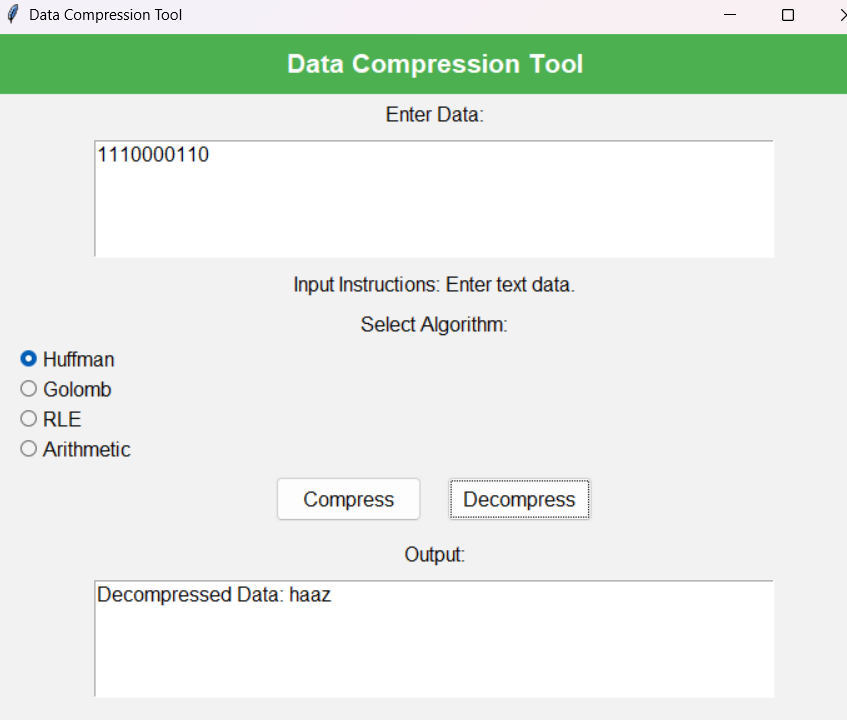 Data Compression Tool
Data Compression Tool
Enter Data:
1110000110
Input Instructions: Enter text data.
Select Algorithm:
Huffman
Golomb
RLE
Arithmetic
Compress Decompress
Output:
Decompressed Data: haaz